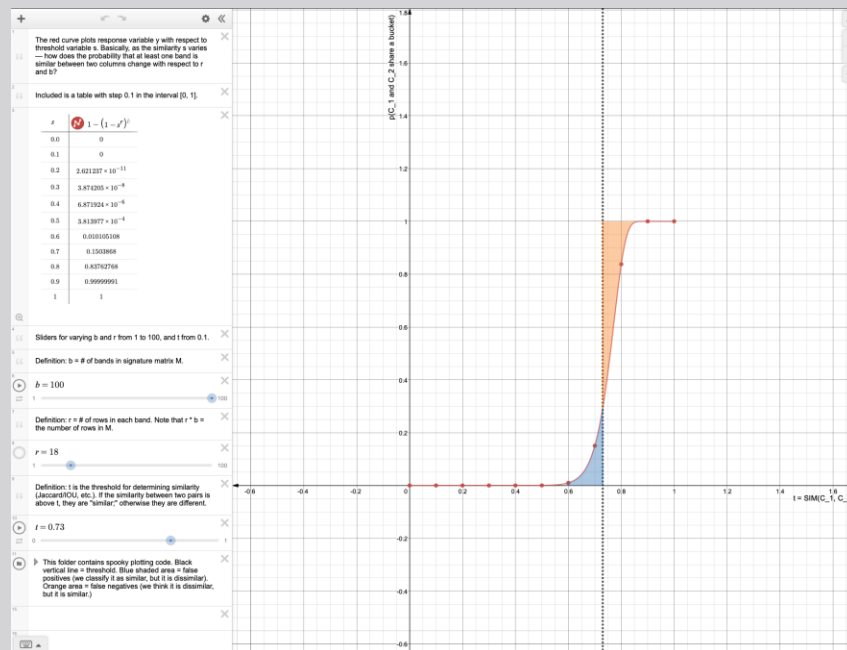 The red curve plots response variable y with respect to
threshold variable s. Basically, as the similarity s varies
— how does the probability that at least one band is
similar between two columns change with respect to r
and b?
Included is a table with step 0.1 in the interval [0, 1].
s 1 − (1 − s^r)^b
0.0 0
0.1 0
0.2 2.621237 × 10^−11
0.3 3.874205 × 10^−8
0.4 6.871924 × 10^−6
0.5 3.813977 × 10^−4
0.6 0.010105108
0.7 0.1503868
0.8 0.83762768
0.9 0.99999991
1 1
Sliders for varying b and r from 1 to 100, and t from 0.1.
Definition: b = # of bands in signature matrix M.
b = 100
1 100
Definition: r = # of rows in each band. Note that r * b =
the number of rows in M.
r = 18
1 100
Definition: t is the threshold for determining similarity
(Jaccard/IOU, etc.). If the similarity between two pairs is
above t, they are "similar;" otherwise they are different.
t = 0.73
0 1
This folder contains spooky plotting code. Black
vertical line = threshold. Blue shaded area = false
positives (we classify it as similar, but it is dissimilar).
Orange area = false negatives (we think it is dissimilar,
but it is similar.)
p(C_1 and C_2 share a bucket)
1.8
1.6
1.4
1.2
1
0.8
0.6
0.4
0.2
-0.6 -0.4 -0.2 0 0.2 0.4 0.6 0.8 1 1.2 1.4 1.6
t = SIM(C_1, C_
-0.2
-0.4
-0.6